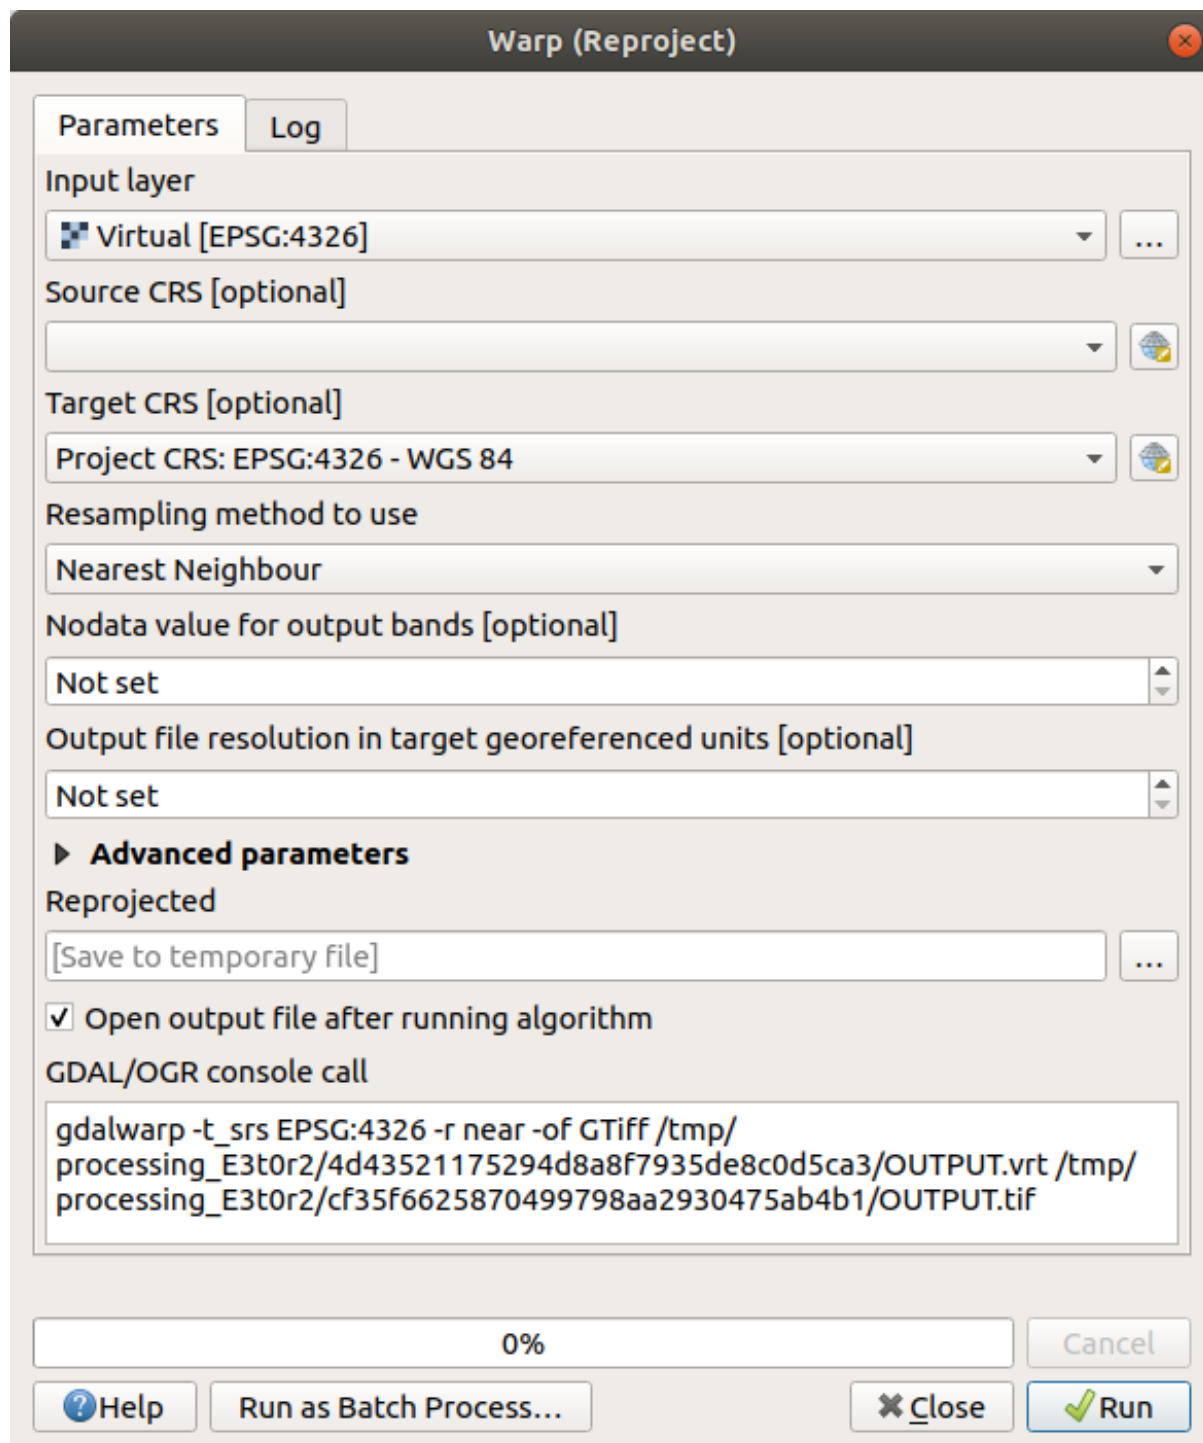 Warp (Reproject)
Parameters
Log
Input layer
Virtual [EPSG:4326]
...
Source CRS [optional]
Target CRS [optional]
Project CRS: EPSG:4326 - WGS 84
Resampling method to use
Nearest Neighbour
Nodata value for output bands [optional]
Not set
Output file resolution in target georeferenced units [optional]
Not set
Advanced parameters
Reprojected
[Save to temporary file]
...
Open output file after running algorithm
GDAL/OGR console call
gdalwarp -t_srs EPSG:4326 -r near -of GTiff /tmp/
processing_E3t0r2/4d43521175294d8a8f7935de8c0d5ca3/OUTPUT.vrt /tmp/
processing_E3t0r2/cf35f6625870499798aa2930475ab4b1/OUTPUT.tif
0%
Cancel
Help
Run as Batch Process...
Close
Run